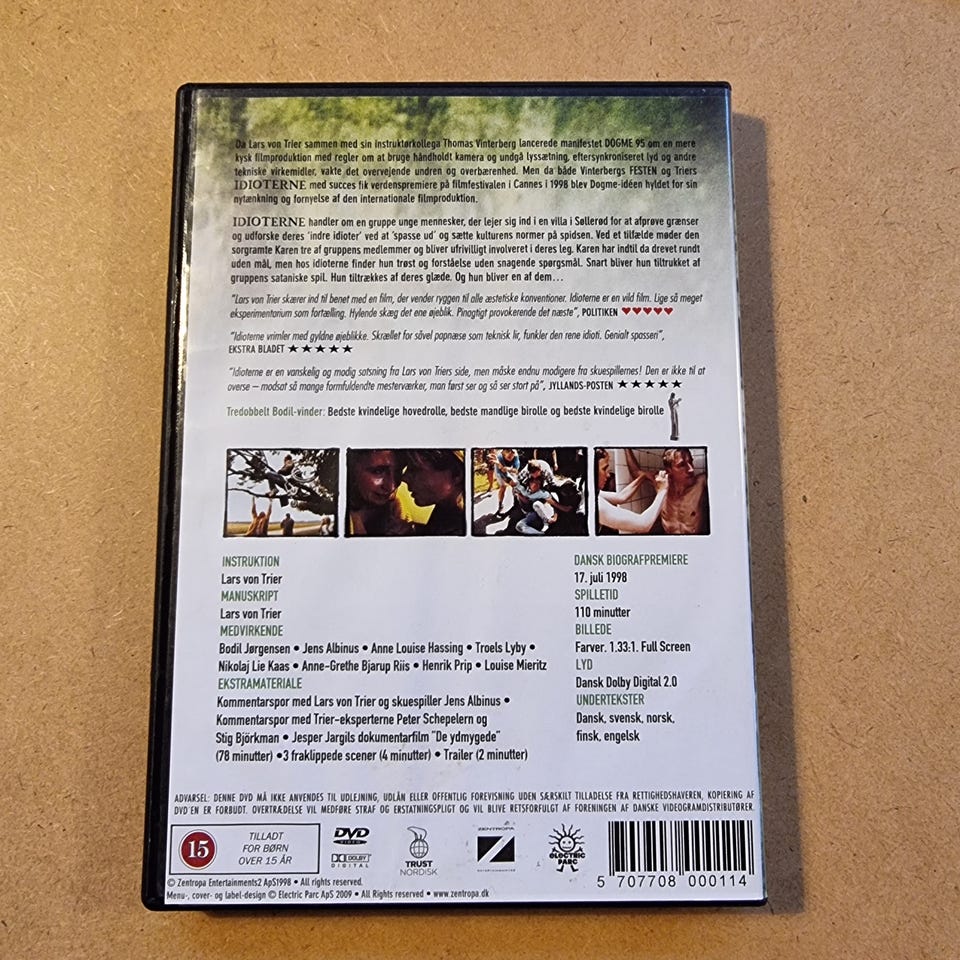 Da Lars von Trier sammen med sin instruktørkollega Thomas Vinterberg lancerede manifestet DOGME 95 om en mere
kysk filmproduktion med regler om at bruge håndholdt kamera og undgå lyssætning, eftersynkroniseret lyd og andre
tekniske virkemidler, vakte det overvejende undren og overbærenhed. Men da både Vinterbergs FESTEN og Triers
IDIOTERNE med succes fik verdenspremiere på filmfestivalen i Cannes i 1998 blev Dogme-idéen hyldet for sin
nytænkning og fornyelse af den internationale filmproduktion.
IDIOTERNE handler om en gruppe unge mennesker, der lejer sig ind i en villa i Søllerød for at afprøve grænser
og udforske deres 'indre idioter' ved at 'spasse ud' og sætte kulturens normer på spidsen. Ved et tilfælde møder den
sorgramte Karen tre af gruppens medlemmer og bliver ufrivilligt involveret i deres leg. Karen har indtil da drevet rundt
uden mål, men hos idioterne finder hun trøst og forståelse uden snagende spørgsmål. Snart bliver hun tiltrukket af
gruppens sataniske spil. Hun tiltrækkes af deres glæde. Og hun bliver en af dem...
"Lars von Trier skærer ind til benet med en film, der vender ryggen til alle æstetiske konventioner. Idioterne er en vild film. Lige så meget
eksperimentarium som fortælling. Hylende skæg det ene øjeblik. Pinagtigt provokerende det næste", POLITIKEN ♥♥♥♥♥
"Idioterne vrimler med gyldne øjeblikke. Skrællet for såvel papnæse som teknisk lir, funkler den rene idioti. Genialt spasseri",
EKSTRA BLADET ★★★★★
"Idioterne er en vanskelig og modig satsning fra Lars von Triers side, men måske endnu modigere fra skuespillernes! Den er ikke til at
overse – modsat så mange formfuldendte mesterværker, man først ser og så ser stort på", JYLLANDS-POSTEN ★★★★★
Tredobbelt Bodil-vinder: Bedste kvindelige hovedrolle, bedste mandlige birolle og bedste kvindelige birolle
INSTRUKTION
Lars von Trier
MANUSKRIPT
Lars von Trier
MEDVIRKENDE
Bodil Jørgensen • Jens Albinus • Anne Louise Hassing • Troels Lyby •
Nikolaj Lie Kaas • Anne-Grethe Bjarup Riis • Henrik Prip • Louise Mieritz
EKSTRAMATERIALE
Kommentarspor med Lars von Trier og skuespiller Jens Albinus •
Kommentarspor med Trier-eksperterne Peter Schepelern og
Stig Björkman • Jesper Jargils dokumentarfilm "De ydmygede"
(78 minutter) •3 fraklippede scener (4 minutter) • Trailer (2 minutter)
DANSK BIOGRAFPREMIERE
17. juli 1998
SPILLETID
110 minutter
BILLEDE
Farver. 1.33:1. Full Screen
LYD
Dansk Dolby Digital 2.0
UNDERTEKSTER
Dansk, svensk, norsk,
finsk, engelsk
ADVARSEL: DENNE DVD MÅ IKKE ANVENDES TIL UDLEJNING, UDLÅN ELLER OFFENTLIG FOREVISNING UDEN SÆRSKILT TILLADELSE FRA RETTIGHEDSHAVEREN, KOPIERING AF
DVD'EN ER FORBUDT. OVERTRÆDELSE VIL MEDFØRE STRAF OG ERSTATNINGSPLIGT OG VIL BLIVE RETSFORFULGT AF FORENINGEN AF DANSKE VIDEOGRAMDISTRIBUTØRER.
15
TILLADT
FOR BØRN
OVER 15 ÅR
DVD
VIDEO
DOLBY
DIGITAL
TRUST
NORDISK
ZENTROPA
ENTERTAINMENTS
ELECTRIC
PARC
5 707708 000114
© Zentropa Entertainments2 ApS1998 • All rights reserved.
Menu-, cover- og label-design © Electric Parc ApS 2009 • All Rights reserved • www.zentropa.dk